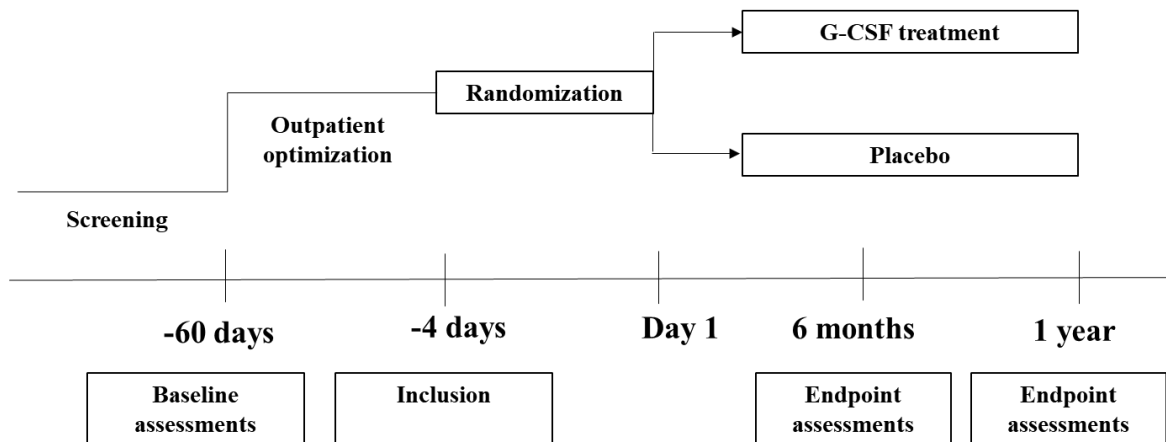 G-CSF treatment
Randomization
Outpatient
optimization
Placebo
Screening
-60 days
-4 days
Day 1
6 months
1 year
Baseline
assessments
Inclusion
Endpoint
assessments
Endpoint
assessments